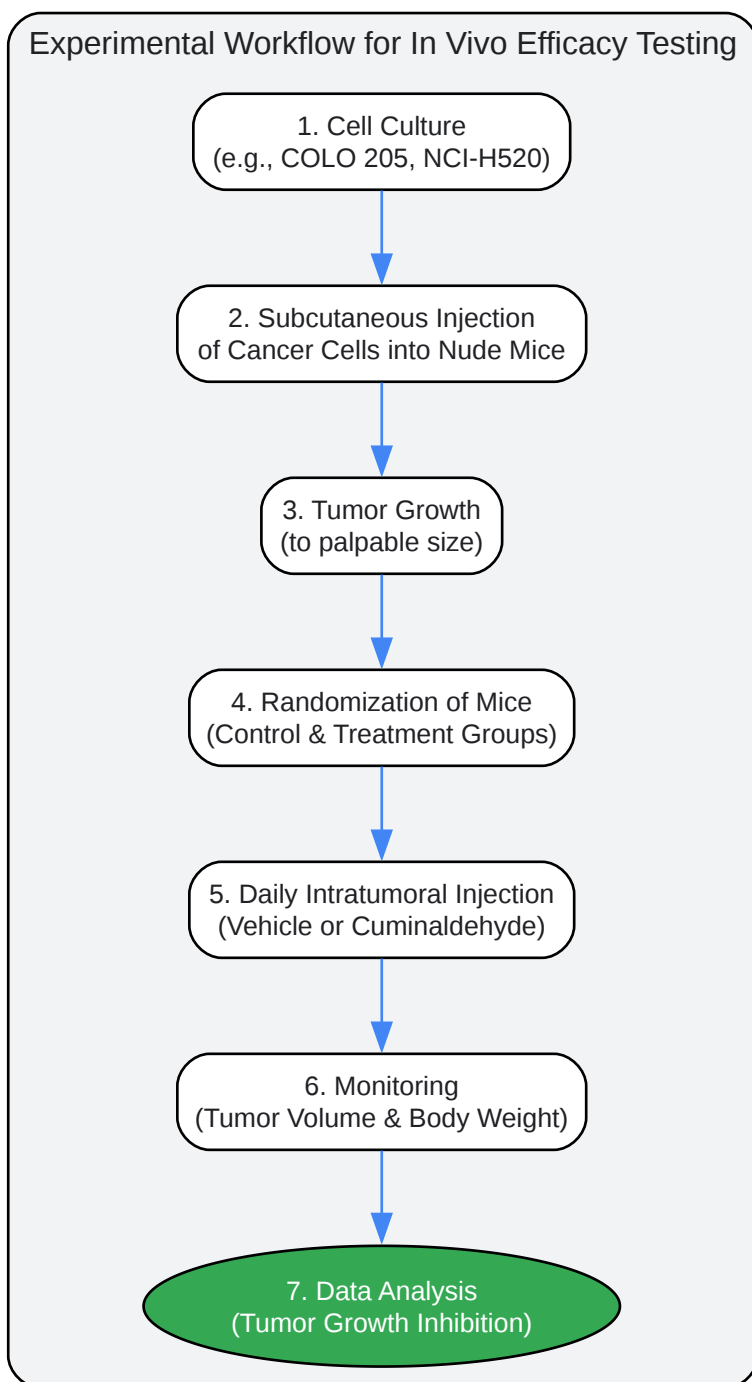 Experimental Workflow for In Vivo Efficacy Testing
1. Cell Culture
(e.g., COLO 205, NCI-H520)
2. Subcutaneous Injection
of Cancer Cells into Nude Mice
3. Tumor Growth
(to palpable size)
4. Randomization of Mice
(Control & Treatment Groups)
5. Daily Intratumoral Injection
(Vehicle or Cuminaldehyde)
6. Monitoring
(Tumor Volume & Body Weight)
7. Data Analysis
(Tumor Growth Inhibition)